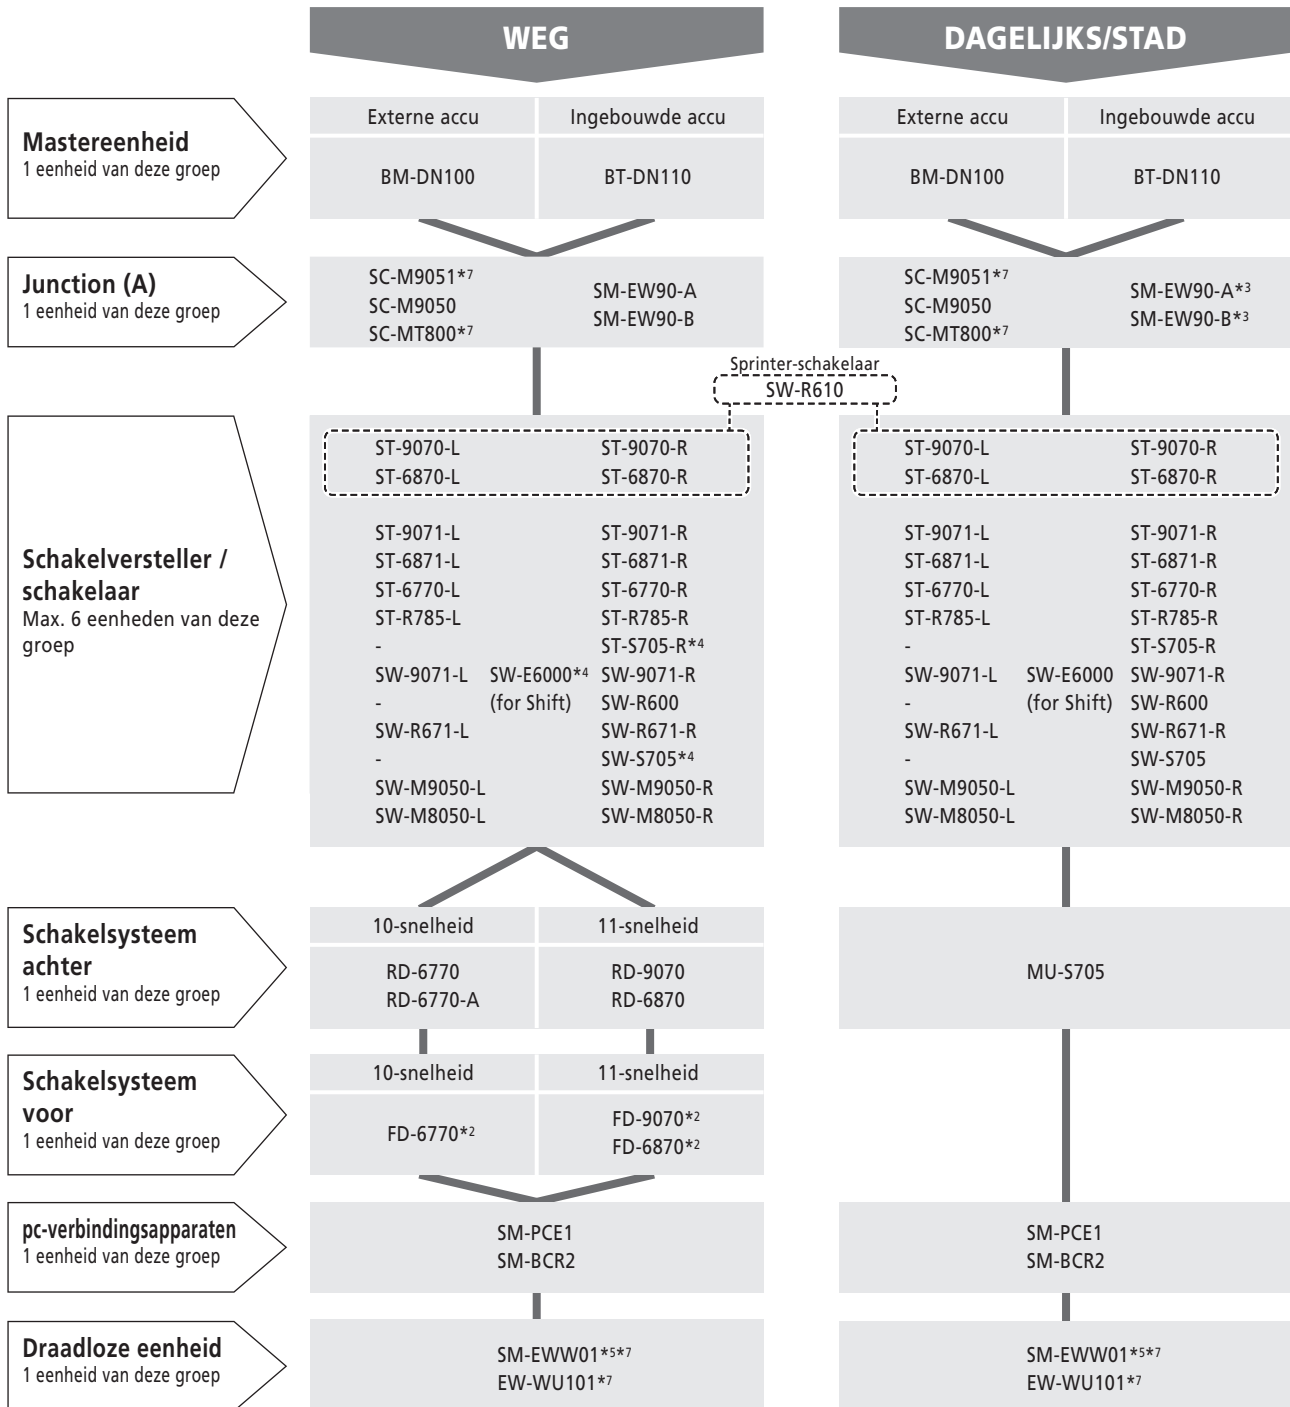 WEG
DAGELIJKS/STAD
Mastereenheid
1 eenheid van deze groep
Externe accu Ingebouwde accu
BM-DN100 BT-DN110
Externe accu Ingebouwde accu
BM-DN100 BT-DN110
Junction (A)
1 eenheid van deze groep
SC-M9051*7
SC-M9050
SC-MT800*7
SM-EW90-A
SM-EW90-B
SC-M9051*7
SC-M9050
SC-MT800*7
SM-EW90-A*3
SM-EW90-B*3
Sprinter-schakelaar
SW-R610
Schakelversteller /
schakelaar
Max. 6 eenheden van deze
groep
ST-9070-L ST-9070-R
ST-6870-L ST-6870-R
ST-9071-L ST-9071-R
ST-6871-L ST-6871-R
ST-6770-L ST-6770-R
ST-R785-L ST-R785-R
- ST-S705-R*4
SW-9071-L SW-E6000*4 SW-9071-R
- (for Shift) SW-R600
SW-R671-L SW-R671-R
- SW-S705*4
SW-M9050-L SW-M9050-R
SW-M8050-L SW-M8050-R
ST-9070-L ST-9070-R
ST-6870-L ST-6870-R
ST-9071-L ST-9071-R
ST-6871-L ST-6871-R
ST-6770-L ST-6770-R
ST-R785-L ST-R785-R
- ST-S705-R
SW-9071-L SW-E6000 SW-9071-R
- (for Shift) SW-R600
SW-R671-L SW-R671-R
- SW-S705
SW-M9050-L SW-M9050-R
SW-M8050-L SW-M8050-R
Schakelsysteem
achter
1 eenheid van deze groep
10-snelheid 11-snelheid
RD-6770 RD-9070
RD-6770-A RD-6870
MU-S705
Schakelsysteem
voor
1 eenheid van deze groep
10-snelheid 11-snelheid
FD-6770*2
FD-9070*2
FD-6870*2
pc-verbindingsapparaten
1 eenheid van deze groep
SM-PCE1
SM-BCR2
SM-PCE1
SM-BCR2
Draadloze eenheid
1 eenheid van deze groep
SM-EWW01*5*7
EW-WU101*7
SM-EWW01*5*7
EW-WU101*7